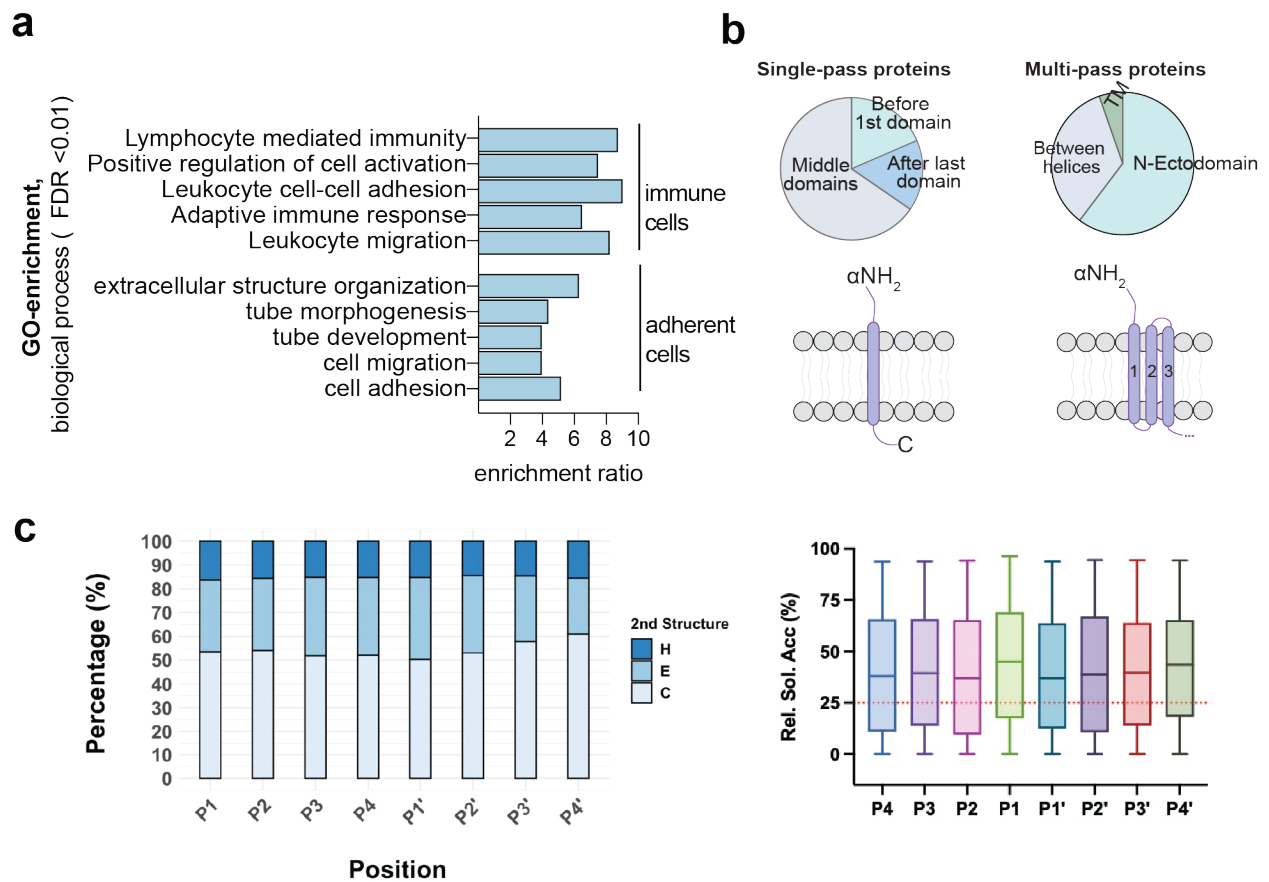 a
GO-enrichment,
biological process ( FDR <0.01)
Lymphocyte mediated immunity
Positive regulation of cell activation
Leukocyte cell-cell adhesion
Adaptive immune response
Leukocyte migration
immune
cells
extracellular structure organization
tube morphogenesis
tube development
cell migration
cell adhesion
adherent
cells
2 4 6 8 10
enrichment ratio
b
Single-pass proteins
Before
1st domain
After last
domain
Middle
domains
Multi-pass proteins
TM
Between
helices
N-Ectodomain
αNH2
C
αNH2
1 2 3
...
c
Percentage (%)
100
90
80
70
60
50
40
30
20
10
0
P1 P2 P3 P4 P1' P2' P3' P4'
Position
2nd Structure
H
E
C
Rel. Sol. Acc (%)
100
75
50
25
0
P4 P3 P2 P1 P1' P2' P3' P4'